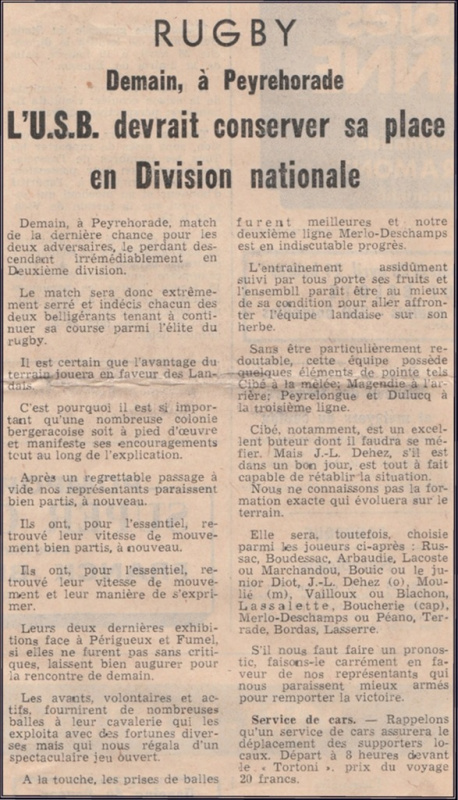 RUGBY
Demain, à Peyrehorade
L'U.S.B. devrait conserver sa place
en Division nationale
Demain, à Peyrehorade, match
de la dernière chance pour les
deux adversaires, le perdant des-
cendant irrémédiablement en
Deuxième division.
Le match sera donc extrême-
ment serré et indécis chacun des
deux belligérants tenant à conti-
nuer sa course parmi l'élite du
rugby.
Il est certain que l'avantage du
terrain jouera en faveur des Lan-
dais.
C'est pourquoi il est si impor-
tant qu'une nombreuse colonie
bergeracoise soit à pied d'œuvre
et manifeste ses encouragements
tout au long de l'explication.
Après un regrettable passage à
vide nos représentants paraissent
bien partis, à nouveau.
Ils ont, pour l'essentiel, re-
trouvé leur vitesse de mouve-
ment bien partis, à nouveau.
Ils ont, pour l'essentiel, re-
trouvé leur vitesse de mouve-
ment et leur manière de s'expri-
mer.
Leurs deux dernières exhibi-
tions face à Périgueux et Fumel,
si elles ne furent pas sans criti-
ques, laissent bien augurer pour
la rencontre de demain.
Les avants, volontaires et ac-
tifs, fournirent de nombreuses
balles à leur cavalerie qui les
exploita avec des fortunes diver-
ses mais qui nous régala d'un
spectaculaire jeu ouvert.
A la touche, les prises de balles
furent meilleures et notre
deuxième ligne Merlo-Deschamps
est en indiscutable progrès.
L'entraînement assidûment
suivi par tous porte ses fruits et
l'ensembl paraît être au mieux
de sa condition pour aller affron-
ter l'équipe landaise sur son
herbe.
Sans être particulièrement re-
doutable, cette équipe possède
quelques éléments de pointe tels
Cibé à la mêlée; Magendie à l'ar-
rière; Peyrelongue et Dulucq à
la troisième ligne.
Cibé, notamment, est un excel-
lent buteur dont il faudra se mé-
fier. Mais J.-L. Dehez, s'il est
dans un bon jour, est tout à fait
capable de rétablir la situation.
Nous ne connaissons pas la for-
mation exacte qui évoluera sur le
terrain.
Elle sera, toutefois, choisie
parmi les joueurs ci-après : Rus-
sac, Boudessac, Arbaudie, Lacoste
ou Marchandou, Bouic ou le ju-
nior Diot, J.-L. Dehez (o), Mou-
lié (m), Vailloux ou Blachon,
Lassalette, Boucherie (cap),
Merlo-Deschamps ou Péano, Ter-
rade, Bordas, Lasserre.
S'il nous faut faire un pronos-
tic, faisons-le carrément en fa-
veur de nos représentants qui
nous paraissent mieux armés
pour remporter la victoire.
Service de cars. — Rappelons
qu'un service de cars assurera le
déplacement des supporters lo-
caux. Départ à 8 heures devant
le « Tortoni ». prix du voyage
20 francs.